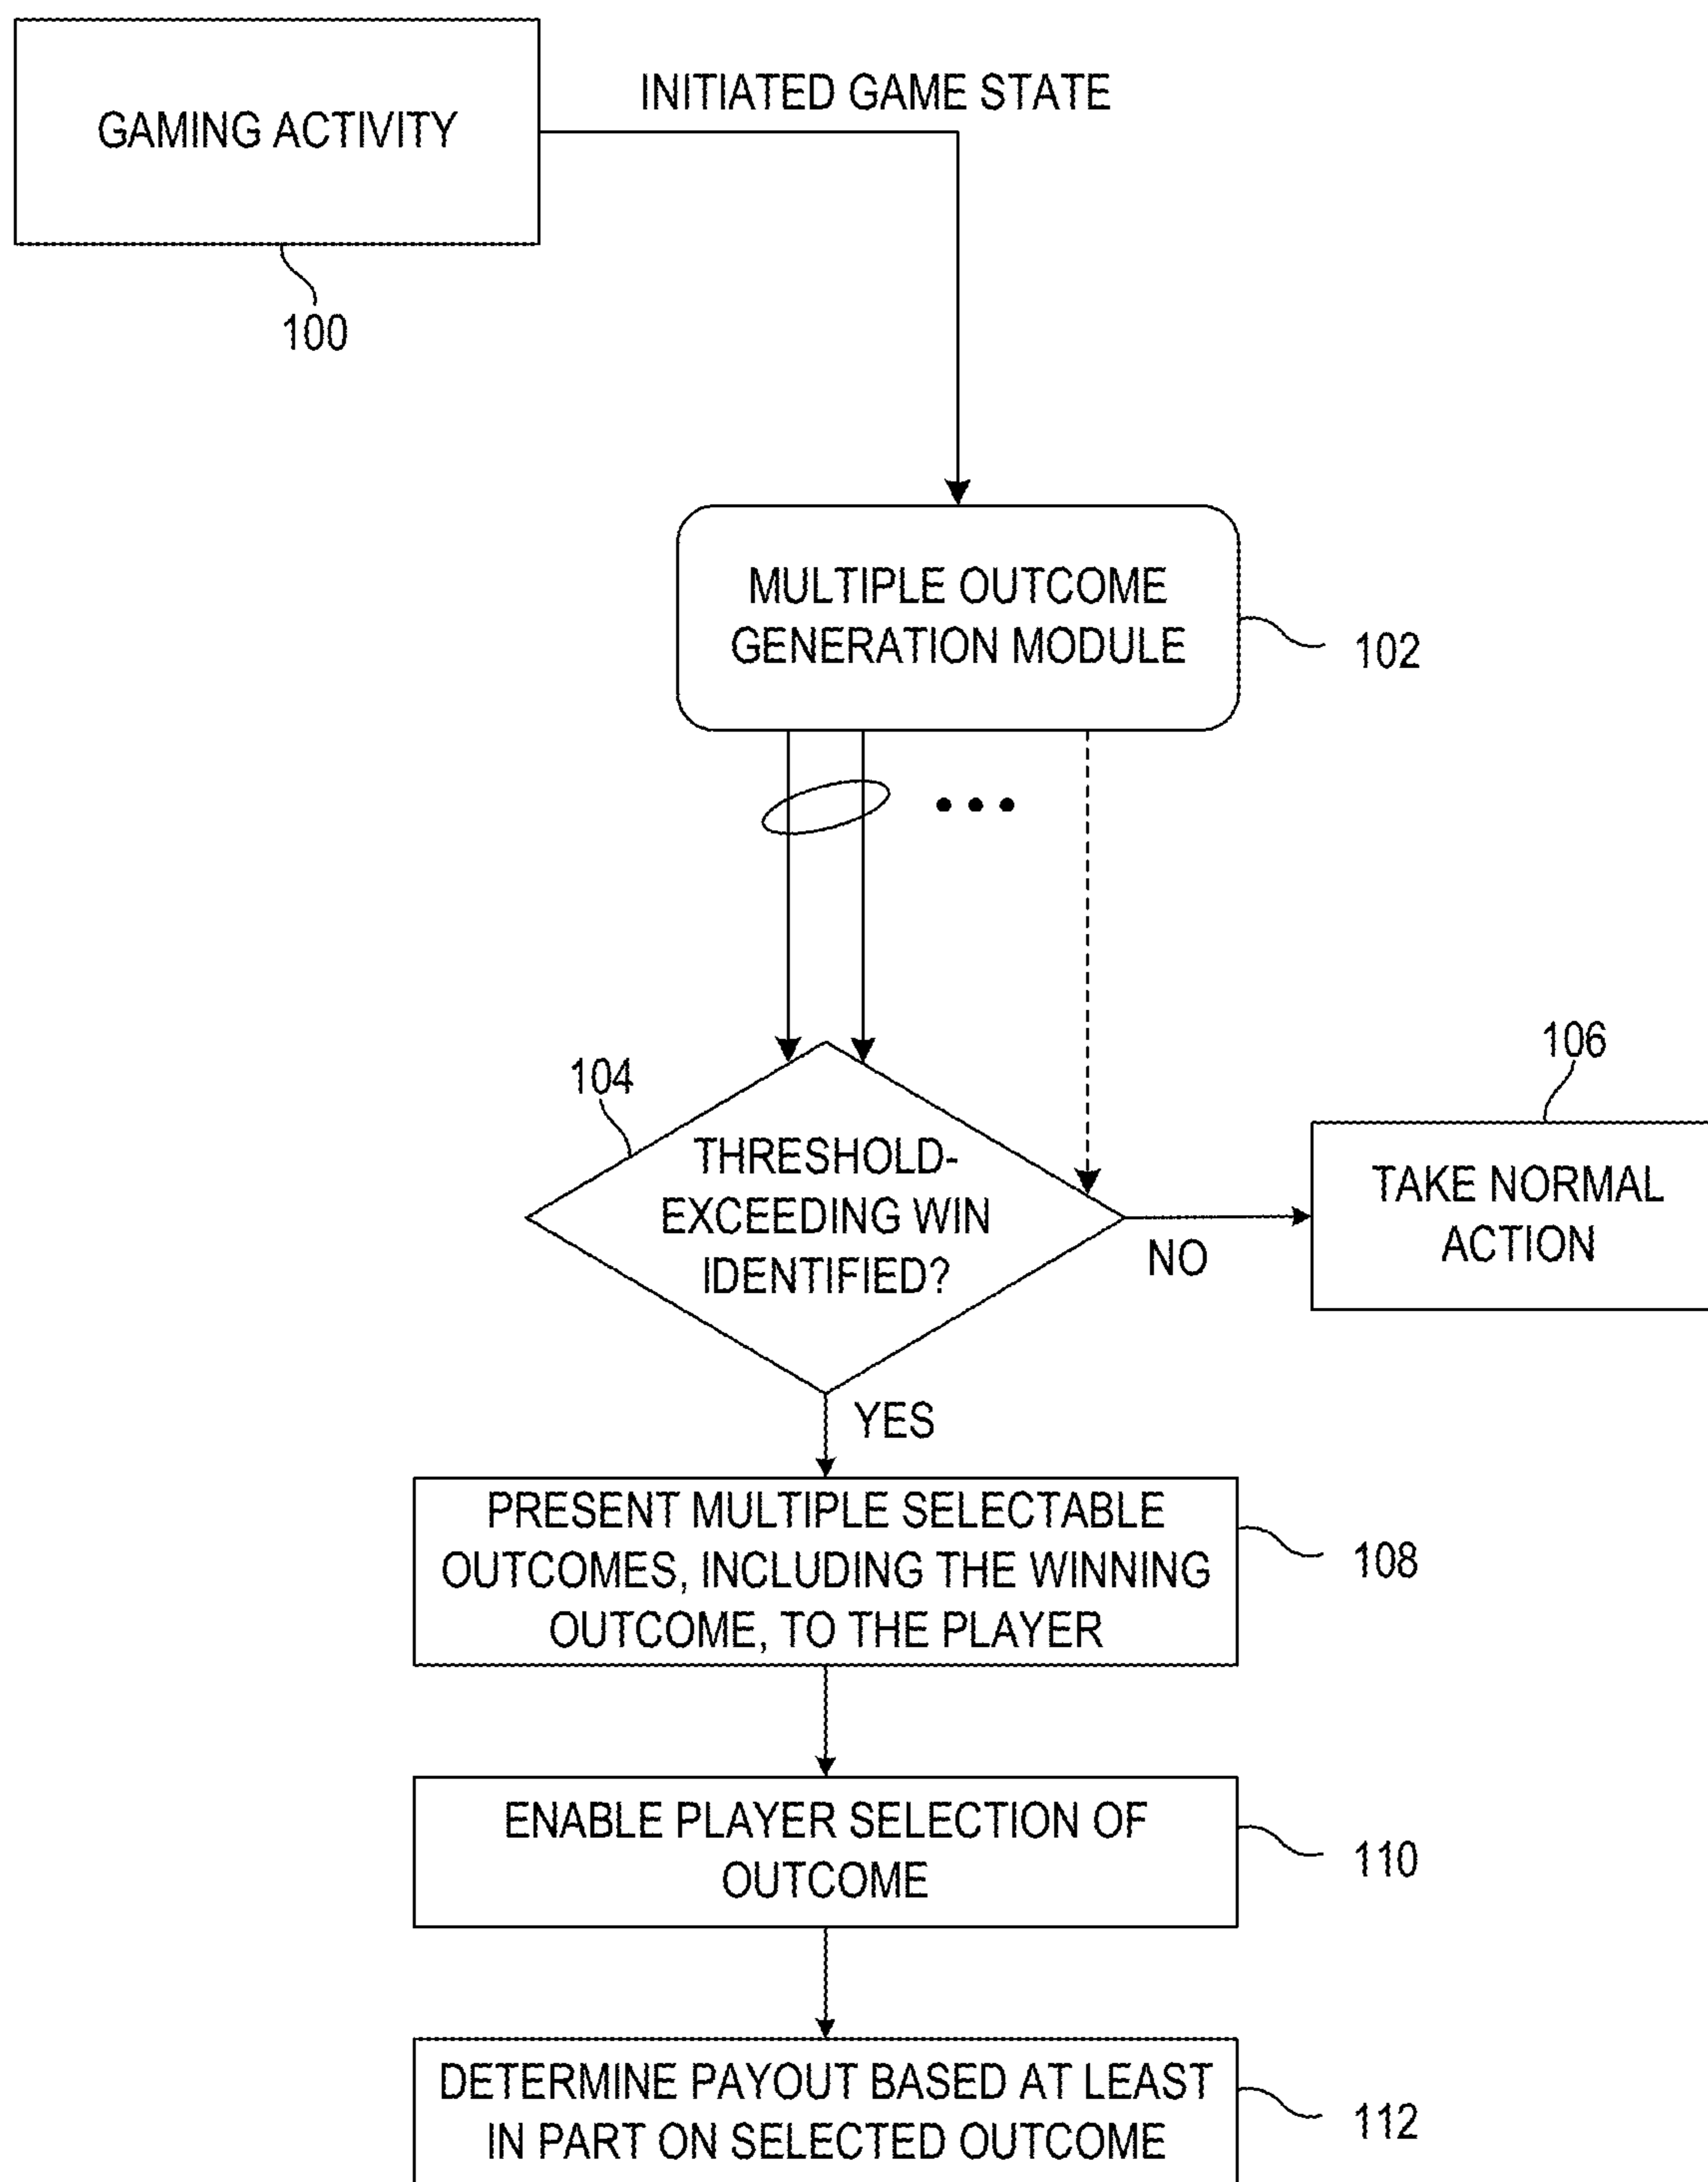 INITIATED GAME STATE
GAMING ACTIVITY
100
MULTIPLE OUTCOME
GENERATION MODULE
102
104
106
THRESHOLD-
EXCEEDING WIN
IDENTIFIED?
TAKE NORMAL
ACTION
NO
YES
PRESENT MULTIPLE SELECTABLE
OUTCOMES, INCLUDING THE WINNING
OUTCOME, TO THE PLAYER
108
ENABLE PLAYER SELECTION OF
OUTCOME
110
DETERMINE PAYOUT BASED AT LEAST
IN PART ON SELECTED OUTCOME
112